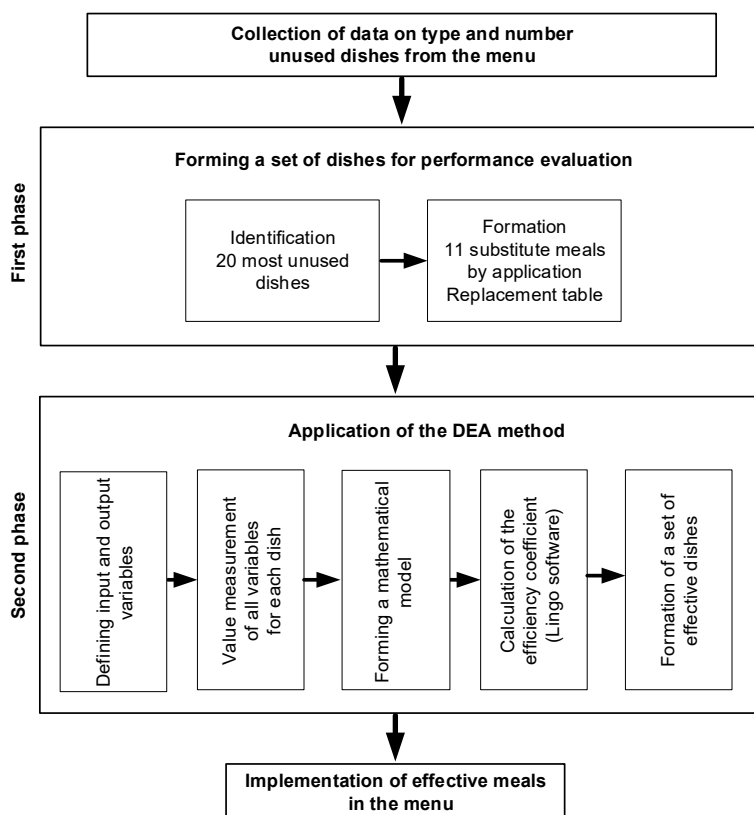 Collection of data on type and number
unused dishes from the menu
First phase
Forming a set of dishes for performance evaluation
Identification
20 most unused
dishes
Formation
11 substitute meals
by application
Replacement table
Second phase
Application of the DEA method
Defining input and output
variables
Value measurement
of all variables
for each dish
Forming a mathematical
model
Calculation of the
efficiency coefficient
(Lingo software)
Formation of a set of
effective dishes
Implementation of effective meals
in the menu